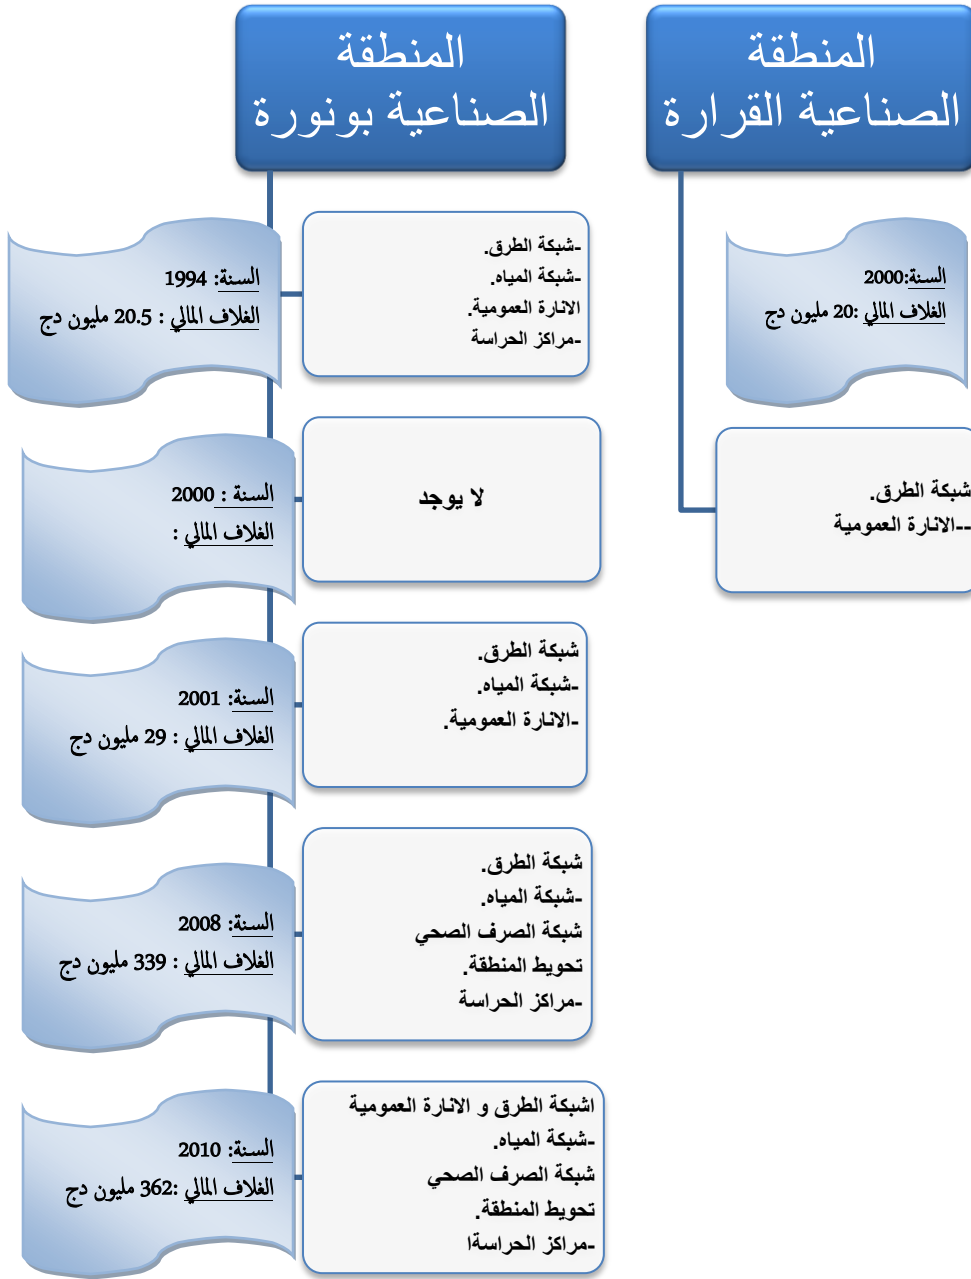 المنطقة
الصناعية القرارة
السنة:2000
الغلاف المالي :20 مليون دج
شبكة الطرق.
--الانارة العمومية
المنطقة
الصناعية بونورة
-شبكة الطرق.
-شبكة المياه.
الانارة العمومية.
-مراكز الحراسة
السنة: 1994
الغلاف المالي : 20.5 مليون دج
لا يوجد
السنة : 2000
الغلاف المالي :
شبكة الطرق.
-شبكة المياه.
-الانارة العمومية.
السنة: 2001
الغلاف المالي : 29 مليون دج
شبكة الطرق.
-شبكة المياه.
شبكة الصرف الصحي
تحويط المنطقة.
-مراكز الحراسة
السنة: 2008
الغلاف المالي : 339 مليون دج
اشبكة الطرق و الانارة العمومية
-شبكة المياه.
شبكة الصرف الصحي
تحويط المنطقة.
-مراكز الحراسةا
السنة: 2010
الغلاف المالي :362 مليون دج